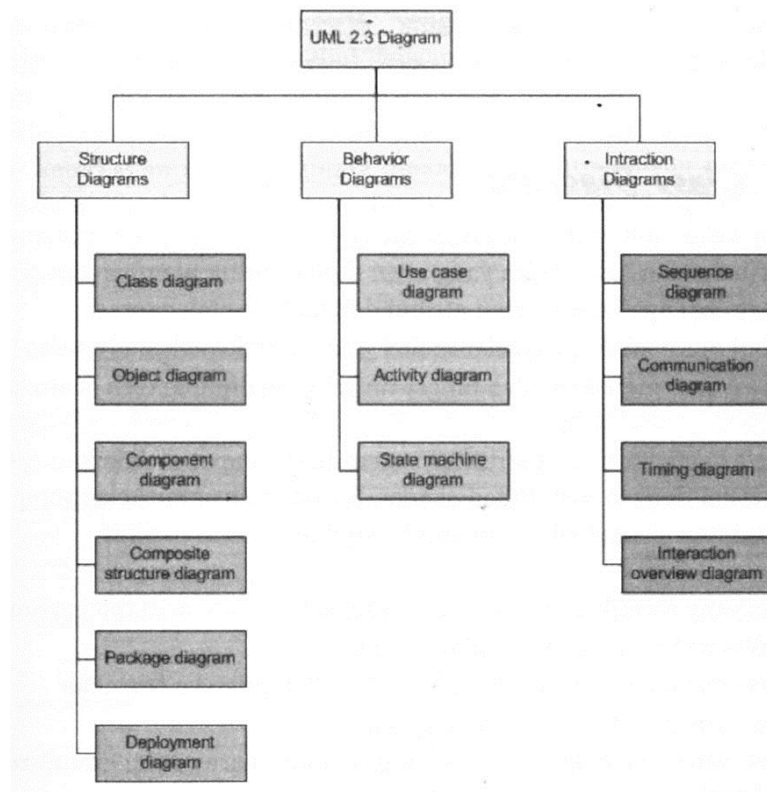 UML 2.3 Diagram
Structure
Diagrams
Behavior
Diagrams
Intraction
Diagrams
Class diagram
Object diagram
Component
diagram
Composite
structure diagram
Package diagram
Deployment
diagram
Use case
diagram
Activity diagram
State machine
diagram
Sequence
diagram
Communication
diagram
Timing diagram
Interaction
overview diagram